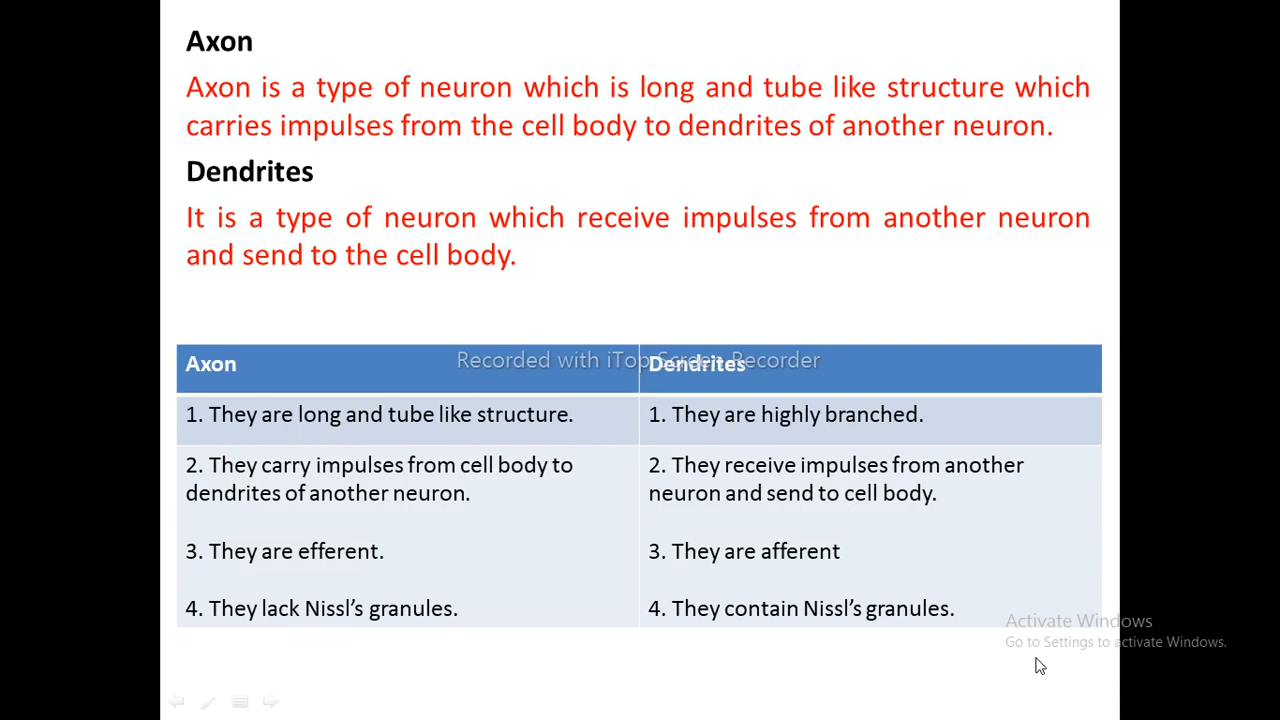 Axon
Axon is a type of neuron which is long and tube like structure which
carries impulses from the cell body to dendrites of another neuron.
Dendrites
It is a type of neuron which receive impulses from another neuron
and send to the cell body.
Recorded with iTop Screen Recorder
Axon
Dendrites
1. They are long and tube like structure.
1. They are highly branched.
2. They carry impulses from cell body to
dendrites of another neuron.
2. They receive impulses from another
neuron and send to cell body.
3. They are efferent.
3. They are afferent
4. They lack Nissl’s granules.
4. They contain Nissl’s granules.
Activate Windows
Go to Settings to activate Windows.